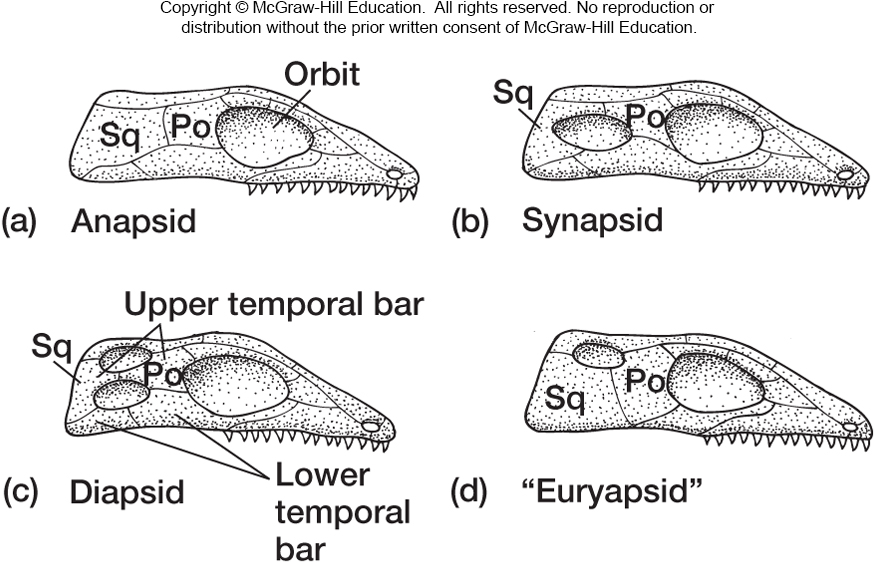 Copyright © McGraw-Hill Education.  All rights reserved. No reproduction or
distribution without the prior written consent of McGraw-Hill Education.
Orbit
Sq
Po
(a) Anapsid
Sq
Po
(b) Synapsid
Upper temporal bar
Sq
Po
(c) Diapsid
Lower
temporal
bar
Sq
Po
(d) “Euryapsid”